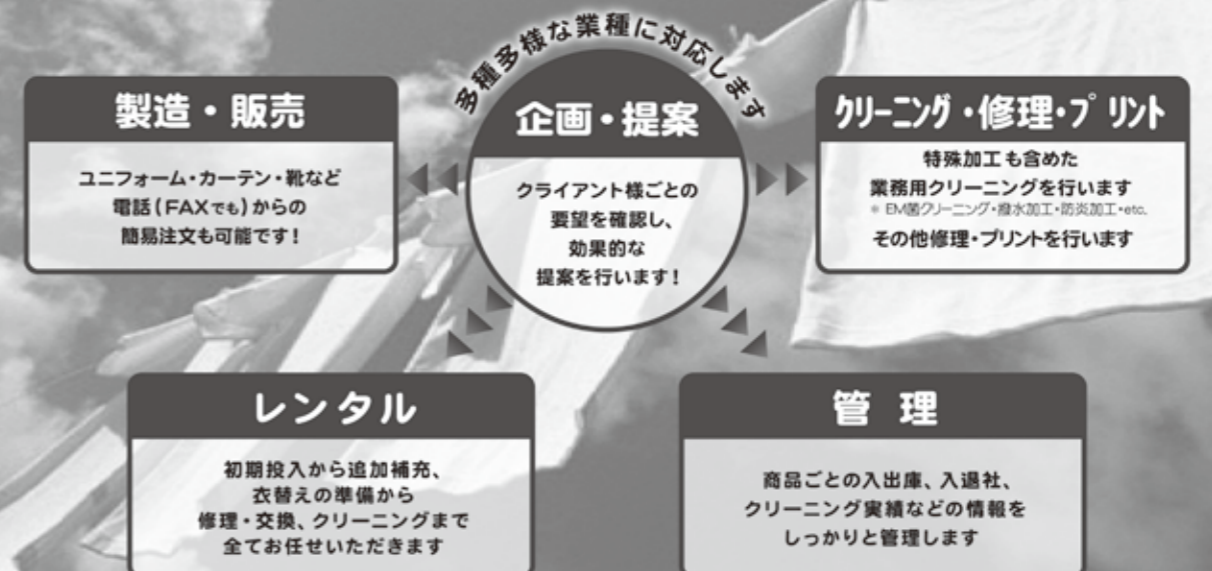 多種多様な業種に対応します
企画・提案
クライアント様ごとの
要望を確認し、
効果的な
提案を行います!
製造・販売
ユニフォーム・カーテン・靴など
電話(FAXでも)からの
簡易注文も可能です!
クリーニング・修理・プリント
特殊加工も含めた
業務用クリーニングを行います
* EM菌クリーニング・撥水加工・防炎加工・etc.
その他修理・プリントを行います
レンタル
初期投入から追加補充、
衣替えの準備から
修理・交換、クリーニングまで
全てお任せいただきます
管 理
商品ごとの入出庫、入退社、
クリーニング実績などの情報を
しっかりと管理します